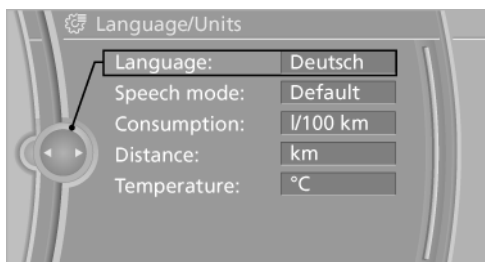 Language/Units
Language: Deutsch
Speech mode: Default
Consumption: l/100 km
Distance: km
Temperature: °C